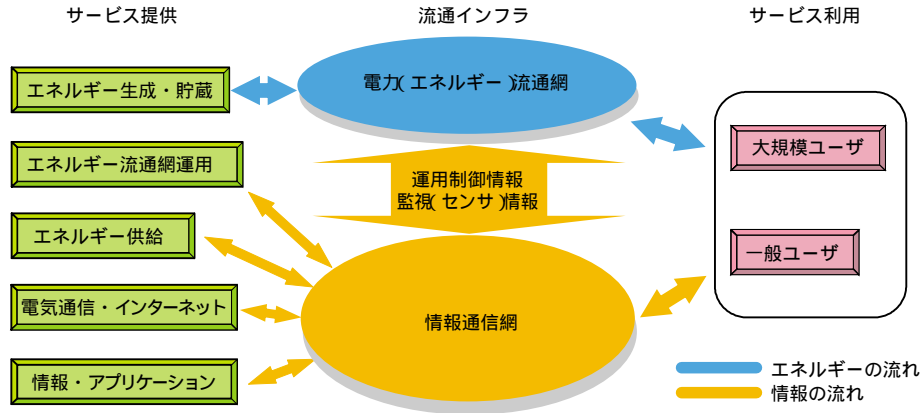 サービス提供
流通インフラ
サービス利用
エネルギー生成・貯蔵
エネルギー流通網運用
エネルギー供給
電気通信・インターネット
情報・アプリケーション
電力(エネルギー)流通網
運用制御情報
監視(センサ)情報
情報通信網
大規模ユーザ
一般ユーザ
エネルギーの流れ
情報の流れ